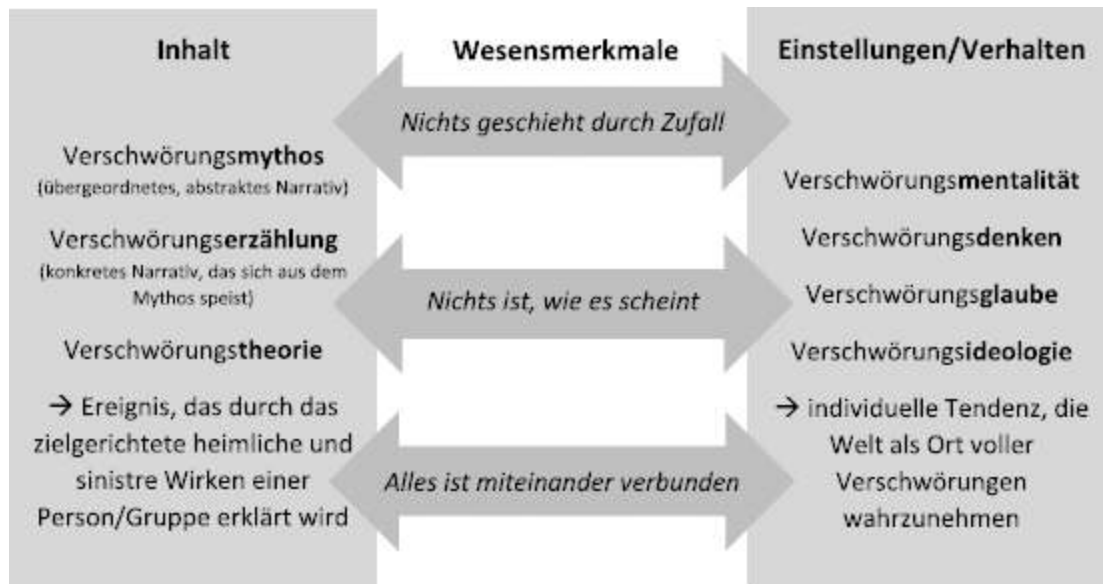 Inhalt
Verschwörungsmythos
(übergeordnetes, abstraktes Narrativ)
Verschwörungserzählung
(konkretes Narrativ, das sich aus dem
Mythos speist)
Verschwörungstheorie
→ Ereignis, das durch das
zielgerichtete heimliche und
sinistre Wirken einer
Person/Gruppe erklärt wird
Wesensmerkmale
Nichts geschieht durch Zufall
Nichts ist, wie es scheint
Alles ist miteinander verbunden
Einstellungen/Verhalten
Verschwörungsmentalität
Verschwörungsdenken
Verschwörungsglaube
Verschwörungsideologie
→ individuelle Tendenz, die
Welt als Ort voller
Verschwörungen
wahrzunehmen